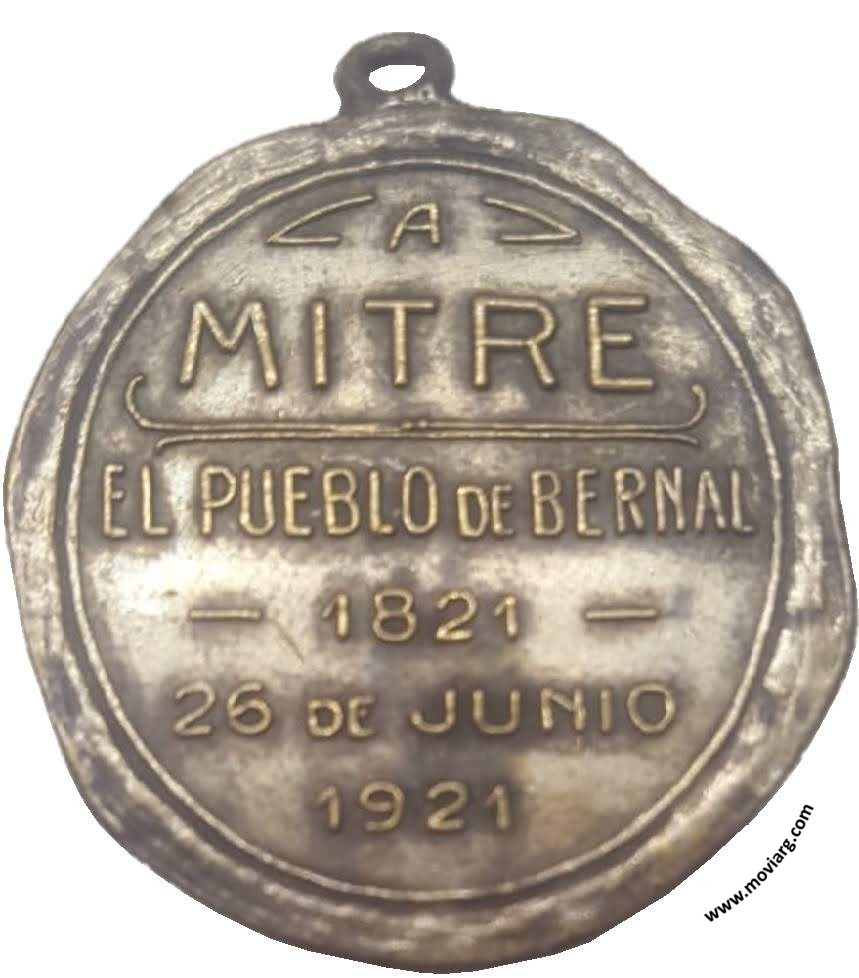 A
MITRE
EL PUEBLO DE BERNAL
— 1821 —
26 DE JUNIO
1921
www.moviarg.com